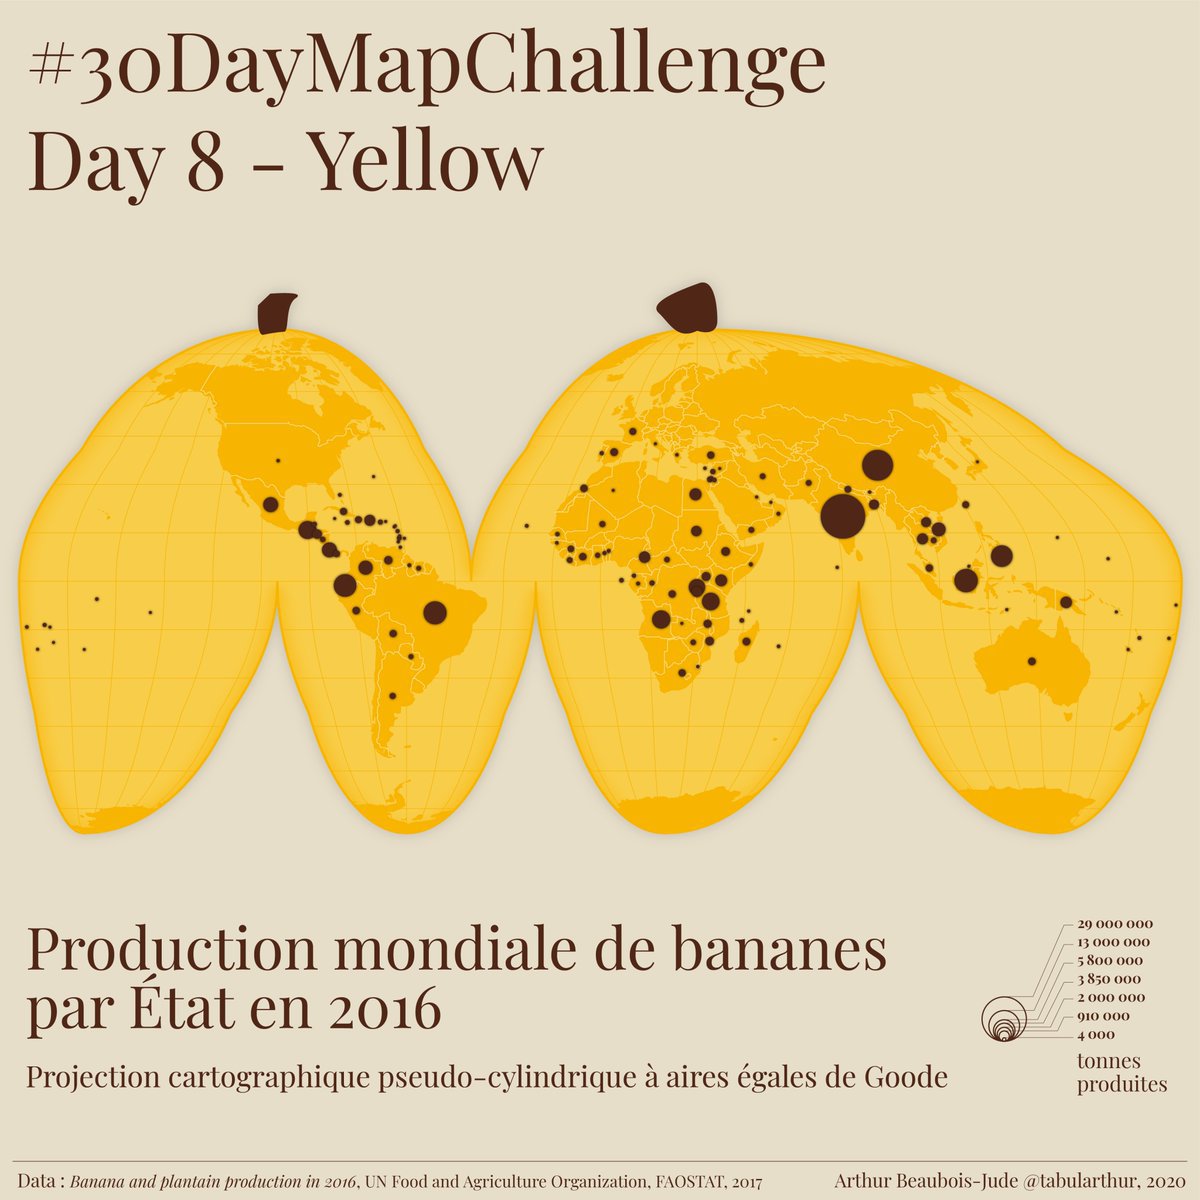 #30DayMapChallenge
Day 8 - Yellow
Production mondiale de bananes
par État en 2016
Projection cartographique pseudo-cylindrique à aires égales de Goode
29 000 000
13 000 000
5 800 000
3 850 000
2 000 000
910 000
4 000
tonnes
produites
Data : Banana and plantain production in 2016, UN Food and Agriculture Organization, FAOSTAT, 2017
Arthur Beaubois-Jude @tabularthur, 2020